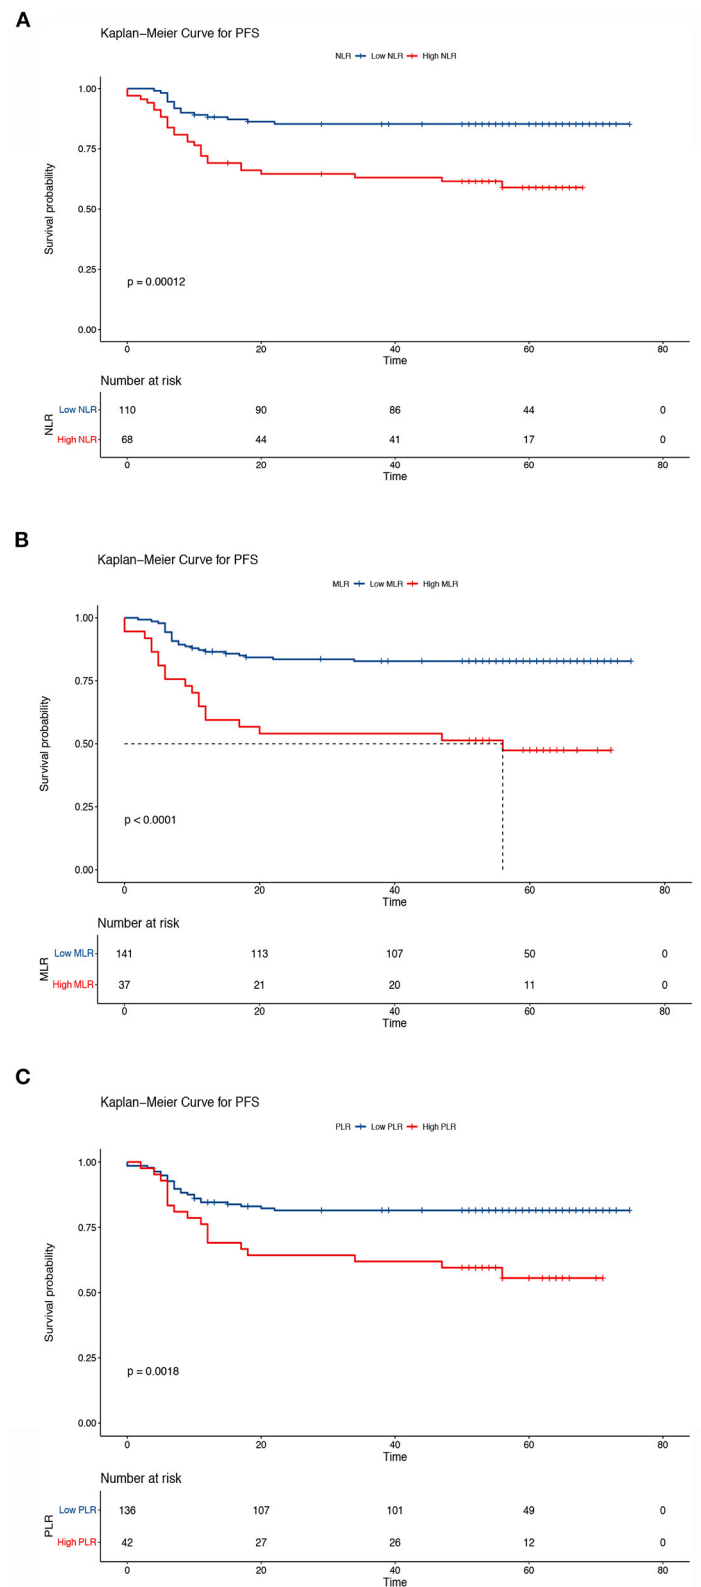 A
Kaplan−Meier Curve for PFS
NLR Low NLR High NLR
1.00
0.75
0.50
0.25
0.00
Survival probability
p = 0.00012
0 20 40 60 80
Time
Number at risk
NLR
Low NLR 110 90 86 44 0
High NLR 68 44 41 17 0
0 20 40 60 80
Time
B
Kaplan−Meier Curve for PFS
MLR Low MLR High MLR
1.00
0.75
0.50
0.25
0.00
Survival probability
p < 0.0001
0 20 40 60 80
Time
Number at risk
MLR
Low MLR 141 113 107 50 0
High MLR 37 21 20 11 0
0 20 40 60 80
Time
C
Kaplan−Meier Curve for PFS
PLR Low PLR High PLR
1.00
0.75
0.50
0.25
0.00
Survival probability
p = 0.0018
0 20 40 60 80
Time
Number at risk
PLR
Low PLR 136 107 101 49 0
High PLR 42 27 26 12 0
0 20 40 60 80
Time